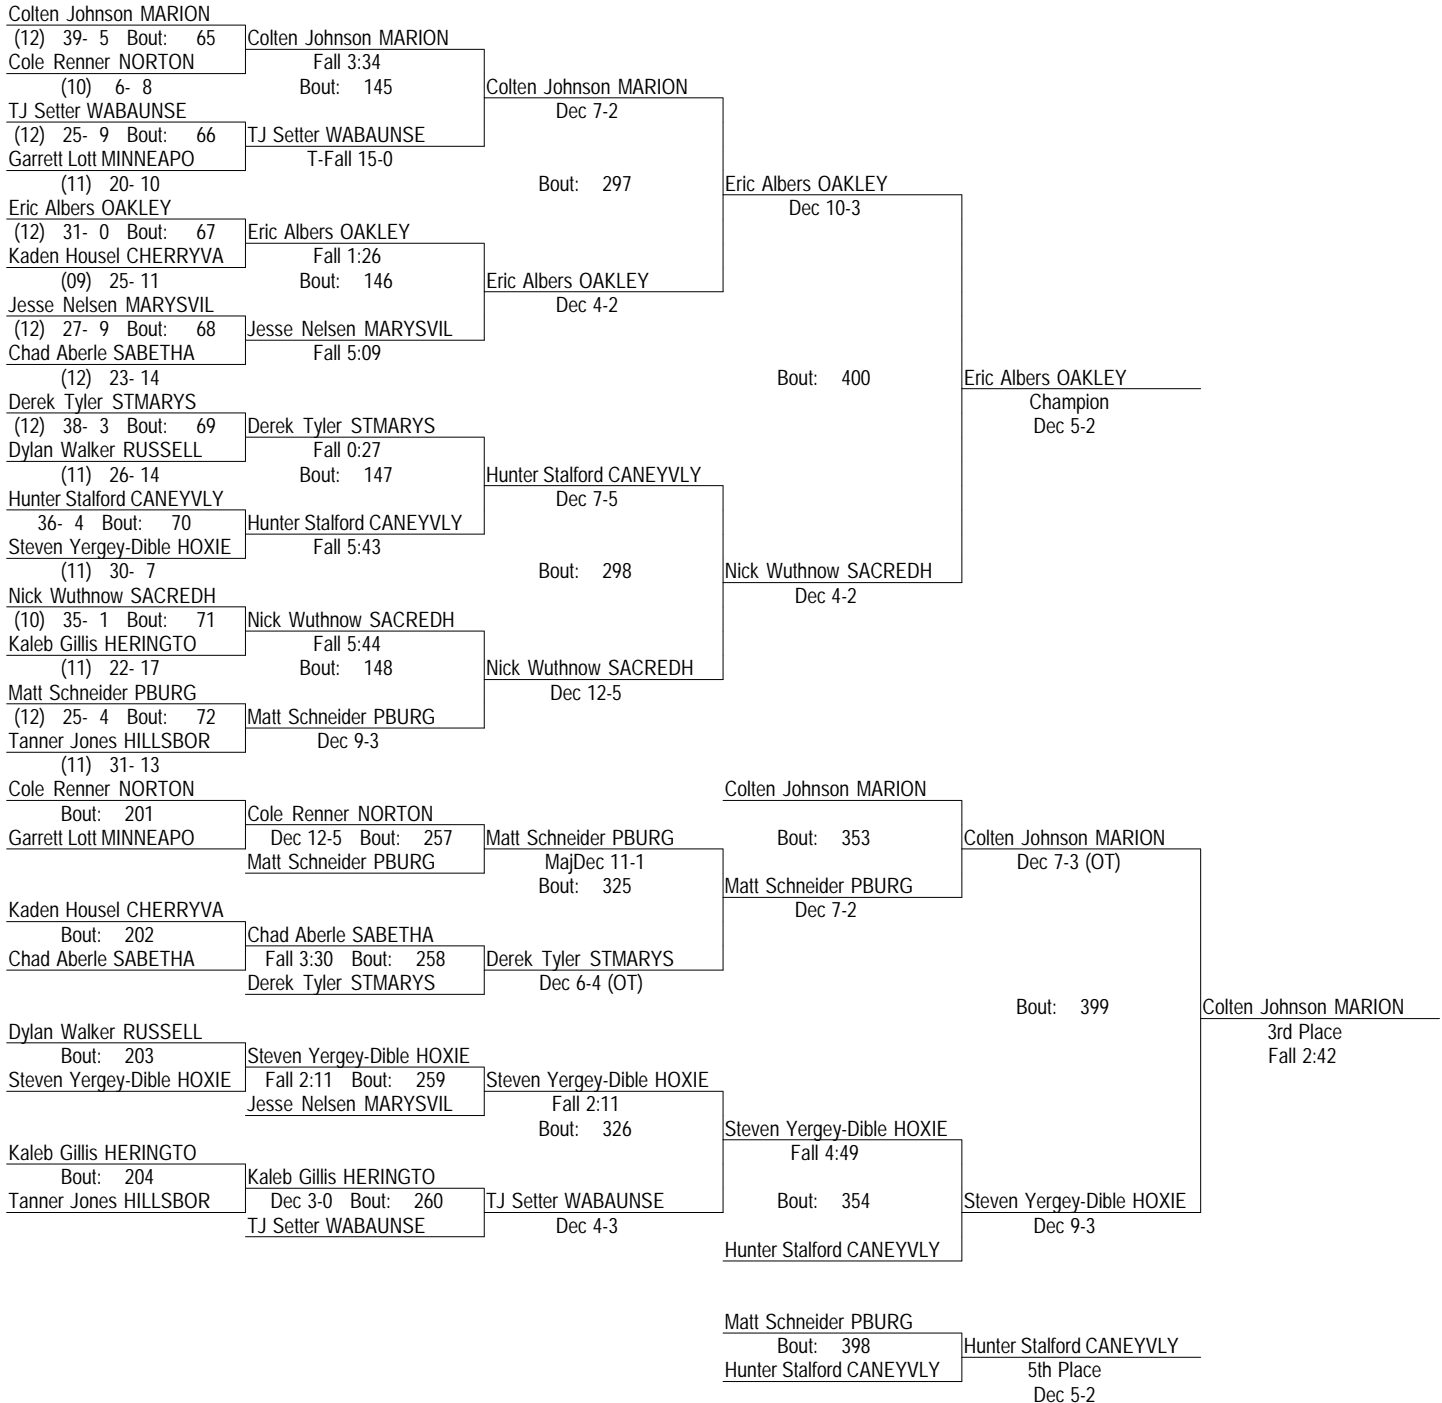 Colten Johnson MARION
(12) 39- 5 Bout: 65 Colten Johnson MARION
Cole Renner NORTON Fall 3:34
(10) 6- 8 Bout: 145 Colten Johnson MARION
TJ Setter WABAUNSE Dec 7-2
(12) 25- 9 Bout: 66 TJ Setter WABAUNSE
Garrett Lott MINNEAPO T-Fall 15-0
(11) 20- 10 Bout: 297 Eric Albers OAKLEY
Eric Albers OAKLEY Dec 10-3
(12) 31- 0 Bout: 67 Eric Albers OAKLEY
Kaden Housel CHERRYVA Fall 1:26
(09) 25- 11 Bout: 146 Eric Albers OAKLEY
Jesse Nelsen MARYSVIL Dec 4-2
(12) 27- 9 Bout: 68 Jesse Nelsen MARYSVIL
Chad Aberle SABETHA Fall 5:09
(12) 23- 14 Bout: 400 Eric Albers OAKLEY
Derek Tyler STMARYS Champion
(12) 38- 3 Bout: 69 Derek Tyler STMARYS Dec 5-2
Dylan Walker RUSSELL Fall 0:27
(11) 26- 14 Bout: 147 Hunter Stalford CANEYVLY
Hunter Stalford CANEYVLY Dec 7-5
36- 4 Bout: 70 Hunter Stalford CANEYVLY
Steven Yergey-Dible HOXIE Fall 5:43
(11) 30- 7 Bout: 298 Nick Wuthnow SACREDH
Nick Wuthnow SACREDH Dec 4-2
(10) 35- 1 Bout: 71 Nick Wuthnow SACREDH
Kaleb Gillis HERINGTO Fall 5:44
(11) 22- 17 Bout: 148 Nick Wuthnow SACREDH
Matt Schneider PBURG Dec 12-5
(12) 25- 4 Bout: 72 Matt Schneider PBURG
Tanner Jones HILLSBOR Dec 9-3
(11) 31- 13
Cole Renner NORTON Colten Johnson MARION
Bout: 201 Cole Renner NORTON
Garrett Lott MINNEAPO Dec 12-5 Bout: 257 Matt Schneider PBURG Bout: 353 Colten Johnson MARION
Matt Schneider PBURG MajDec 11-1 Dec 7-3 (OT)
Bout: 325 Matt Schneider PBURG
Kaden Housel CHERRYVA Dec 7-2
Bout: 202 Chad Aberle SABETHA
Chad Aberle SABETHA Fall 3:30 Bout: 258 Derek Tyler STMARYS
Derek Tyler STMARYS Dec 6-4 (OT)
Bout: 399 Colten Johnson MARION
Dylan Walker RUSSELL 3rd Place
Bout: 203 Steven Yergey-Dible HOXIE Fall 2:42
Steven Yergey-Dible HOXIE Fall 2:11 Bout: 259 Steven Yergey-Dible HOXIE
Jesse Nelsen MARYSVIL Fall 2:11
Bout: 326 Steven Yergey-Dible HOXIE
Kaleb Gillis HERINGTO Fall 4:49
Bout: 204 Kaleb Gillis HERINGTO
Tanner Jones HILLSBOR Dec 3-0 Bout: 260 TJ Setter WABAUNSE Bout: 354 Steven Yergey-Dible HOXIE
TJ Setter WABAUNSE Dec 4-3 Dec 9-3
Hunter Stalford CANEYVLY
Matt Schneider PBURG
Bout: 398 Hunter Stalford CANEYVLY
Hunter Stalford CANEYVLY 5th Place
Dec 5-2